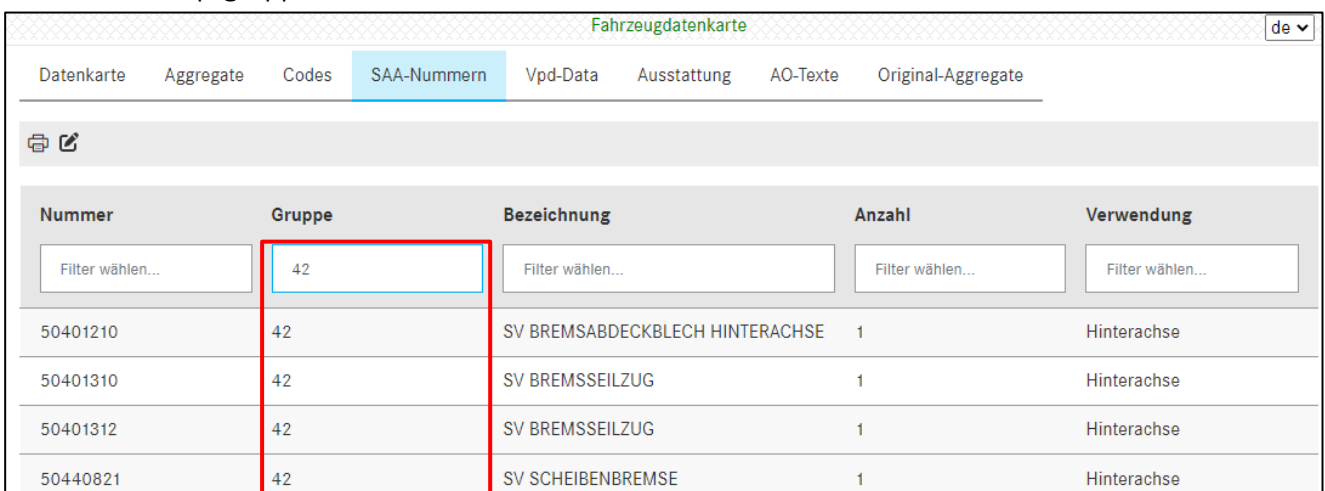 Fahrzeugdatenkarte de
Datenkarte Aggregate Codes SAA-Nummern Vpd-Data Ausstattung AO-Texte Original-Aggregate
Nummer Gruppe Bezeichnung Anzahl Verwendung
Filter wählen... 42 Filter wählen... Filter wählen... Filter wählen...
50401210 42 SV BREMSABDECKBLECH HINTERACHSE 1 Hinterachse
50401310 42 SV BREMSSEILZUG 1 Hinterachse
50401312 42 SV BREMSSEILZUG 1 Hinterachse
50440821 42 SV SCHEIBENBREMSE 1 Hinterachse